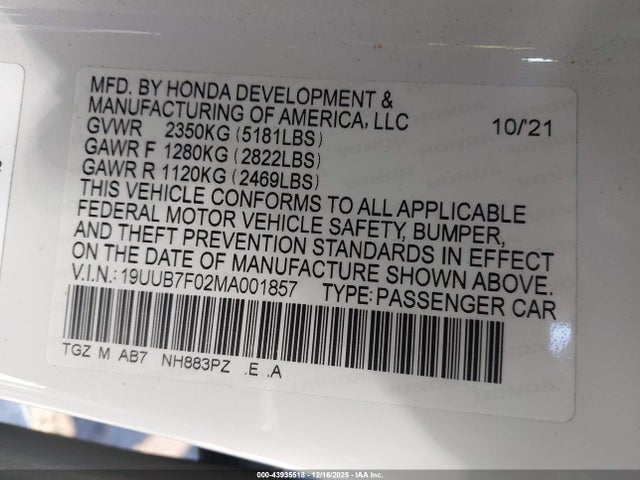 MFD. BY HONDA DEVELOPMENT &
MANUFACTURING OF AMERICA, LLC 10/'21
GVWR 2350KG (5181LBS)
GAWR F 1280KG (2822LBS)
GAWR R 1120KG (2469LBS)
THIS VEHICLE CONFORMS TO ALL APPLICABLE
FEDERAL MOTOR VEHICLE SAFETY, BUMPER,
AND THEFT PREVENTION STANDARDS IN EFFECT
ON THE DATE OF MANUFACTURE SHOWN ABOVE.
V.I.N.: 19UUB7F02MA001857 TYPE: PASSENGER CAR
TGZ M AB7 NH883PZ .E .A
000-43935518 - 12/16/2025 - IAAI.com